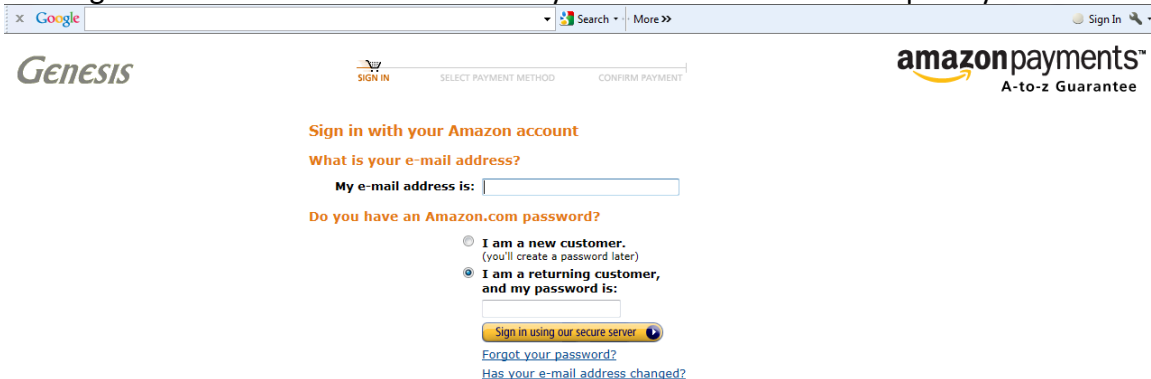 Google Search More >> Sign In
GENESIS
amazonpayments™
A-to-z Guarantee
SIGN IN SELECT PAYMENT METHOD CONFIRM PAYMENT
Sign in with your Amazon account
What is your e-mail address?
My e-mail address is:
Do you have an Amazon.com password?
I am a new customer.
(you'll create a password later)
I am a returning customer,
and my password is:
Sign in using our secure server
Forgot your password?
Has your e-mail address changed?